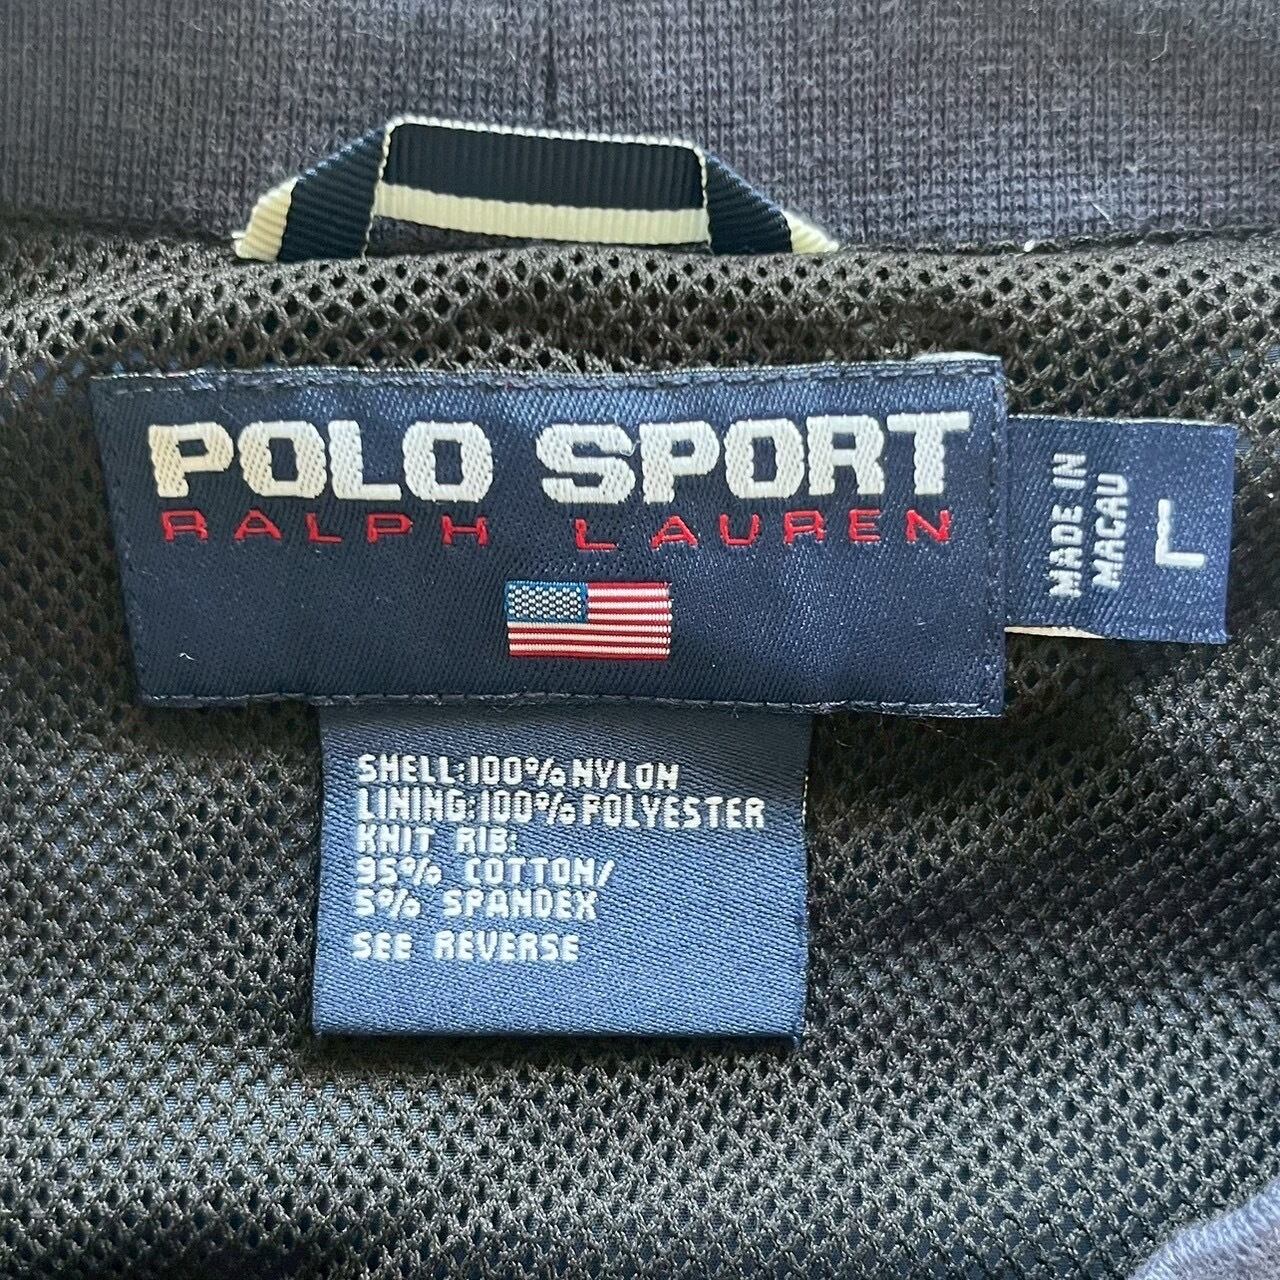 POLO SPORT
RALPH LAUREN
MADE IN
MACAU
L
SHELL:100% NYLON
LINING:100% POLYESTER
KNIT RIB:
95% COTTON/
5% SPANDEX
SEE REVERSE